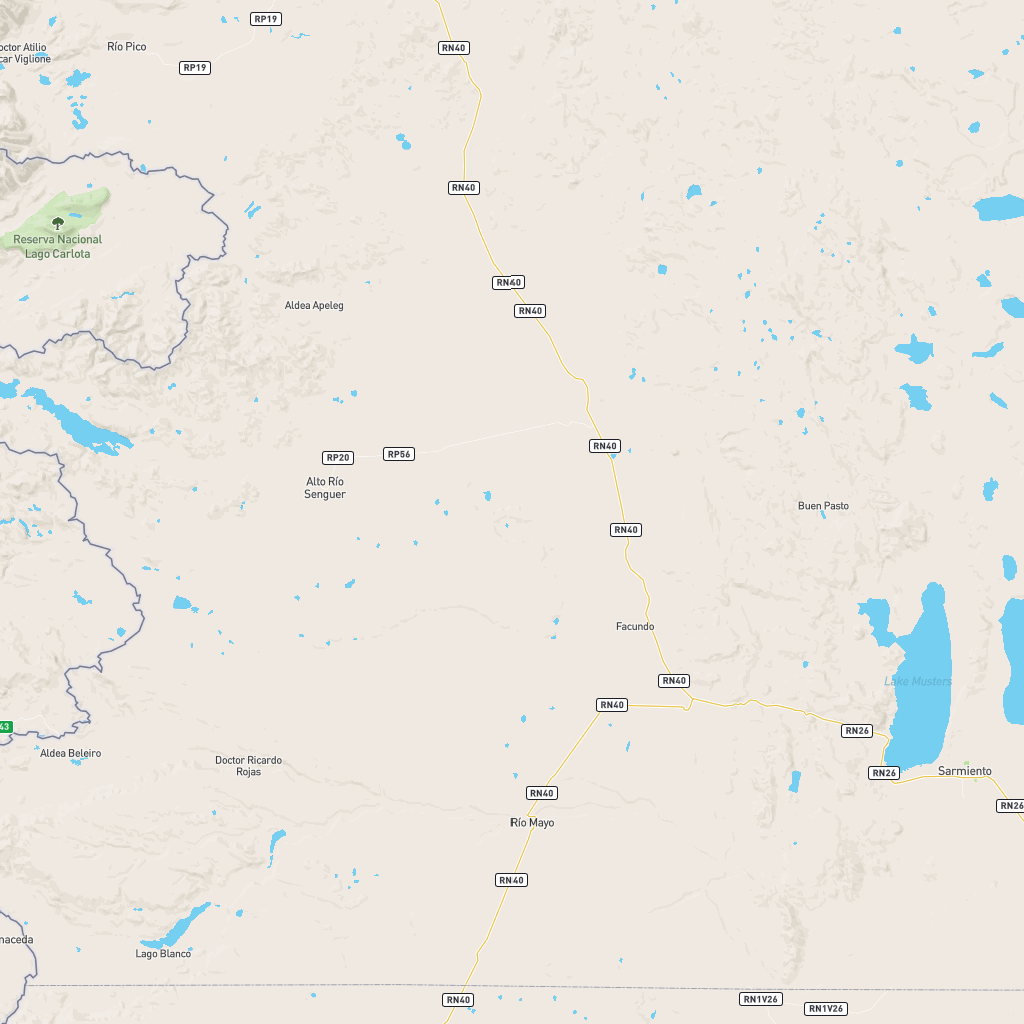 RP19
RN40
Río Pico
octor Atilio
car Viglione
RP19
RN40
Reserva Nacional
Lago Carlota
RN40
Aldea Apeleg
RN40
RN40
RP20
RP56
Alto Río
Senguer
Buen Pasto
RN40
Facundo
RN40
Lake Musters
RN40
43
RN26
Aldea Beleiro
Doctor Ricardo
Rojas
RN26
Sarmiento
RN40
RN26
Río Mayo
RN40
naceda
Lago Blanco
RN40
RN1V26
RN1V26